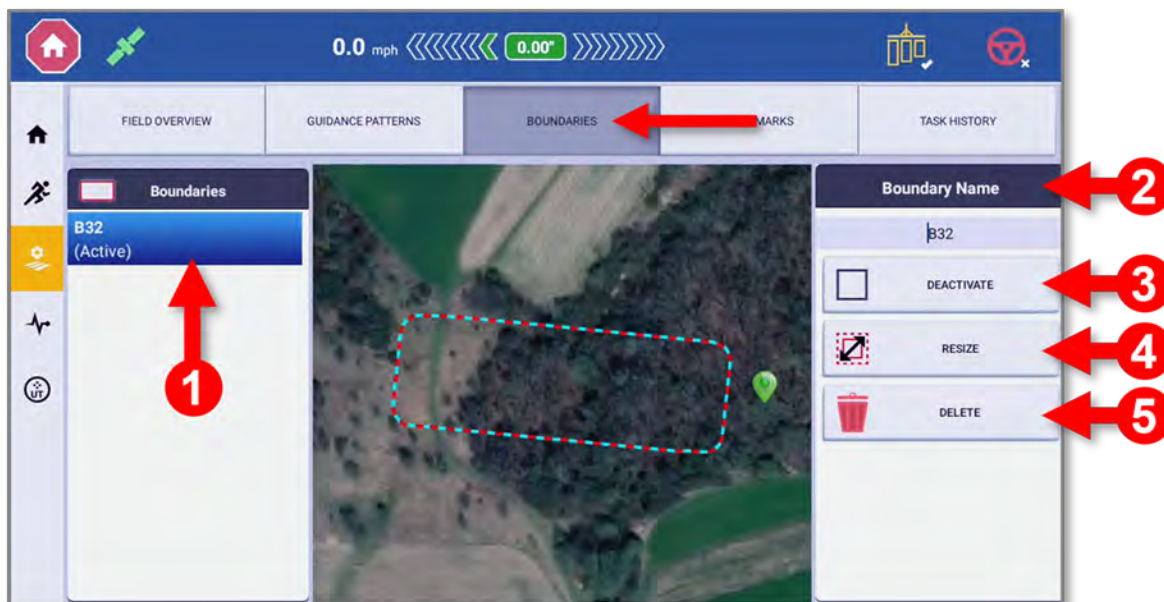 0.0 mph
0.00"
FIELD OVERVIEW
GUIDANCE PATTERNS
BOUNDARIES
MARKS
TASK HISTORY
Boundaries
B32
(Active)
1
Boundary Name
2
B32
DEACTIVATE
3
RESIZE
4
DELETE
5
UT